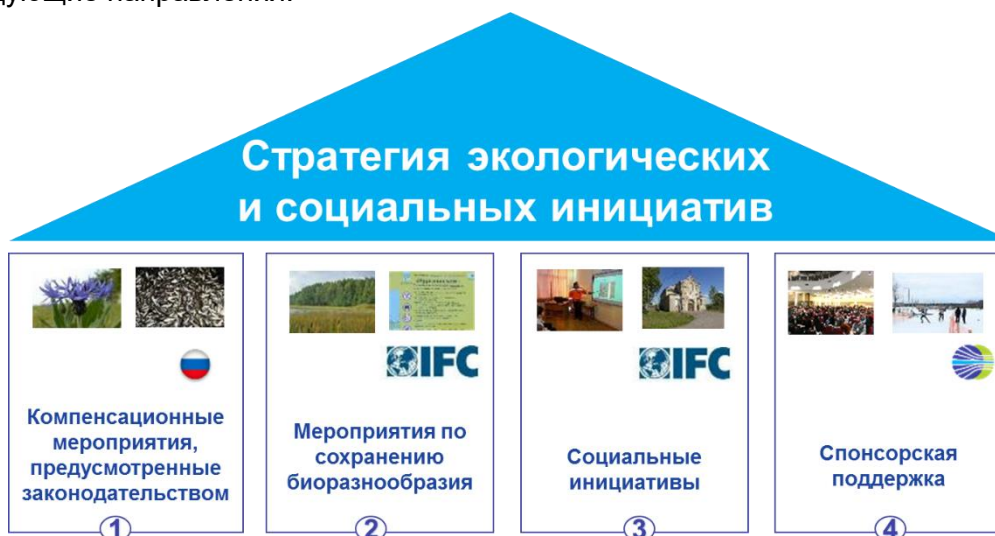 направления.
Стратегия экологических
и социальных инициатив
IFC
IFC
Компенсационные
мероприятия,
предусмотренные
законодательством
1
Мероприятия по
сохранению
биоразнообразия
2
Социальные
инициативы
3
Спонсорская
поддержка
4